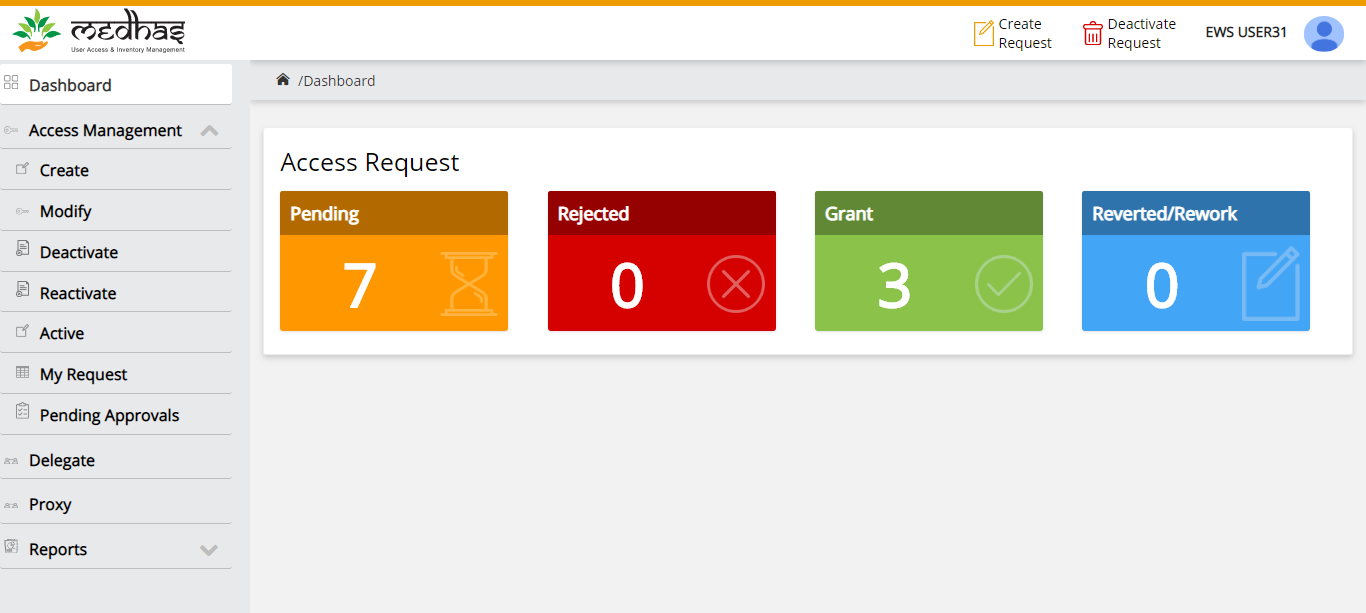 medhas
User Access & Inventory Management
Create
Request
Deactivate
Request
EWS USER31
Dashboard
Access Management
Create
Modify
Deactivate
Reactivate
Active
My Request
Pending Approvals
Delegate
Proxy
Reports
/Dashboard
Access Request
Pending
7
Rejected
0
Grant
3
Reverted/Rework
0